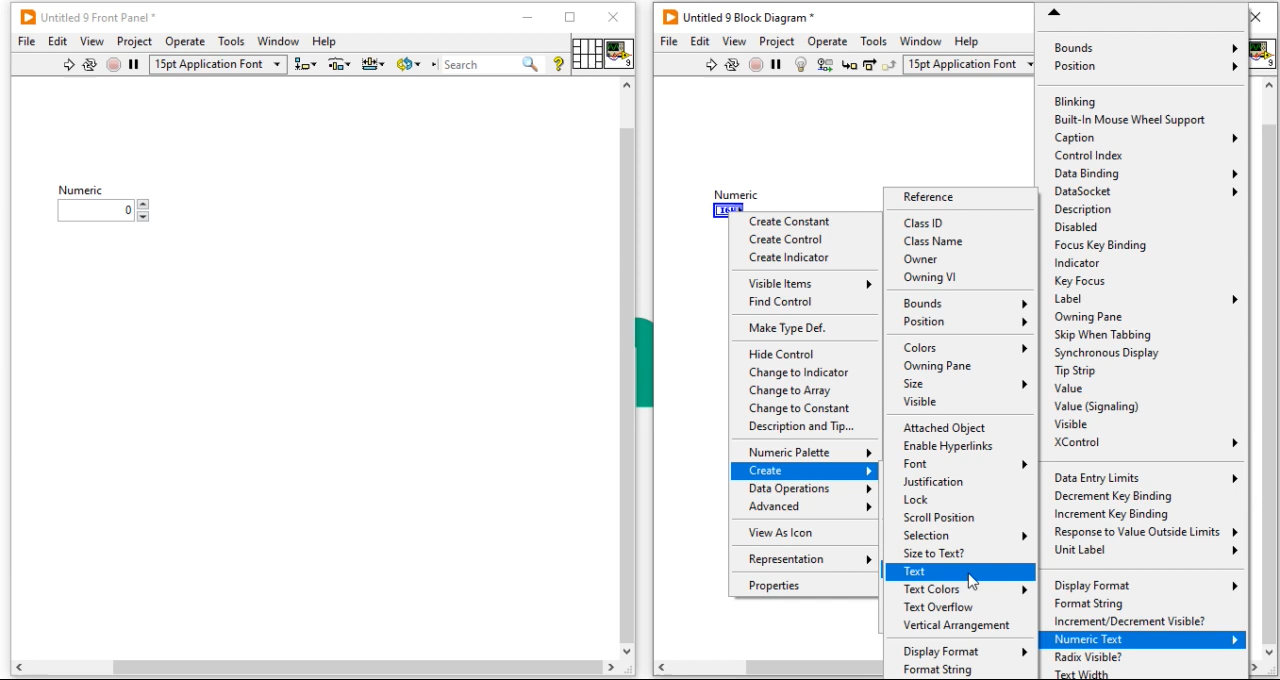 Untitled 9 Front Panel *
File Edit View Project Operate Tools Window Help
15pt Application Font
Search
?
9
Numeric
0
Untitled 9 Block Diagram *
File Edit View Project Operate Tools Window Help
15pt Application Font
9
Numeric
Create Constant
Create Control
Create Indicator
Visible Items
Find Control
Make Type Def.
Hide Control
Change to Indicator
Change to Array
Change to Constant
Description and Tip...
Numeric Palette
Create
Data Operations
Advanced
View As Icon
Representation
Properties
Reference
Class ID
Class Name
Owner
Owning VI
Bounds
Position
Colors
Owning Pane
Size
Visible
Attached Object
Enable Hyperlinks
Font
Justification
Lock
Scroll Position
Selection
Size to Text?
Text
Text Colors
Text Overflow
Vertical Arrangement
Display Format
Format String
Bounds
Position
Blinking
Built-In Mouse Wheel Support
Caption
Control Index
Data Binding
DataSocket
Description
Disabled
Focus Key Binding
Indicator
Key Focus
Label
Owning Pane
Skip When Tabbing
Synchronous Display
Tip Strip
Value
Value (Signaling)
Visible
XControl
Data Entry Limits
Decrement Key Binding
Increment Key Binding
Response to Value Outside Limits
Unit Label
Display Format
Format String
Increment/Decrement Visible?
Numeric Text
Radix Visible?
Text Width